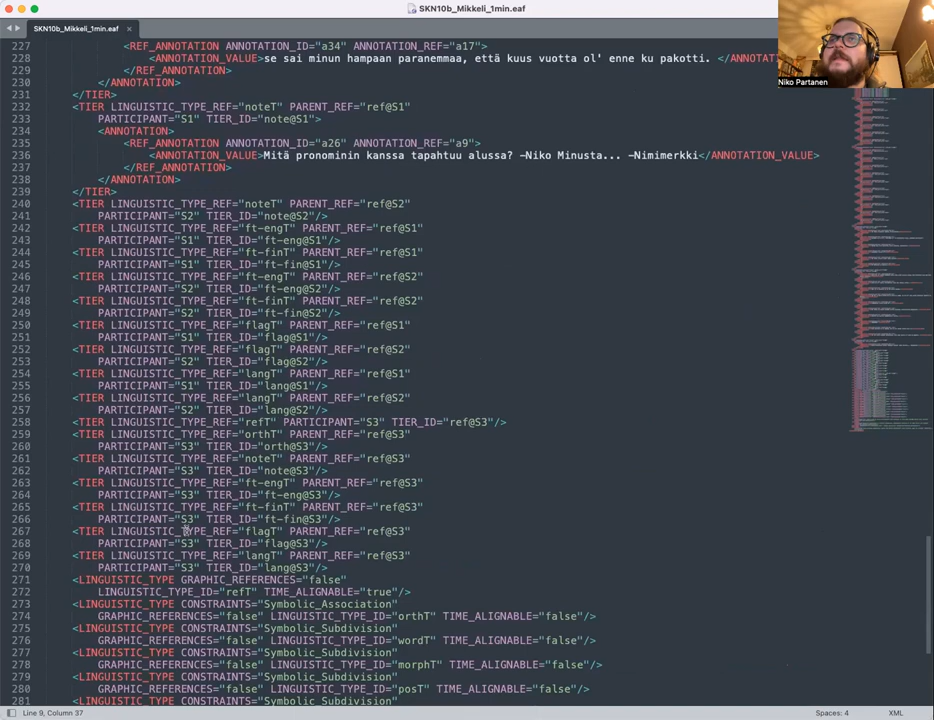 SKN10b_Mikkeli_1min.eaf
SKN10b_Mikkeli_1min.eaf
227 <REF_ANNOTATION ANNOTATION_ID="a34" ANNOTATION_REF="a17">
228 <ANNOTATION_VALUE>se sai minun hampaan paranemmaa, että kuus vuotta ol' enne ku pakotti. </ANNOTATION_V
229 </REF_ANNOTATION>
230 </ANNOTATION>
231 </TIER>
232 <TIER LINGUISTIC_TYPE_REF="noteT" PARENT_REF="ref@S1"
233 PARTICIPANT="S1" TIER_ID="note@S1">
234 <ANNOTATION>
235 <REF_ANNOTATION ANNOTATION_ID="a26" ANNOTATION_REF="a9">
236 <ANNOTATION_VALUE>Mitä pronominin kanssa tapahtuu alussa? -Niko Minusta... -Nimimerkki</ANNOTATION_VALUE>
237 </REF_ANNOTATION>
238 </ANNOTATION>
239 </TIER>
240 <TIER LINGUISTIC_TYPE_REF="noteT" PARENT_REF="ref@S2"
241 PARTICIPANT="S2" TIER_ID="note@S2"/>
242 <TIER LINGUISTIC_TYPE_REF="ft-engT" PARENT_REF="ref@S1"
243 PARTICIPANT="S1" TIER_ID="ft-eng@S1"/>
244 <TIER LINGUISTIC_TYPE_REF="ft-finT" PARENT_REF="ref@S1"
245 PARTICIPANT="S1" TIER_ID="ft-fin@S1"/>
246 <TIER LINGUISTIC_TYPE_REF="ft-engT" PARENT_REF="ref@S2"
247 PARTICIPANT="S2" TIER_ID="ft-eng@S2"/>
248 <TIER LINGUISTIC_TYPE_REF="ft-finT" PARENT_REF="ref@S2"
249 PARTICIPANT="S2" TIER_ID="ft-fin@S2"/>
250 <TIER LINGUISTIC_TYPE_REF="flagT" PARENT_REF="ref@S1"
251 PARTICIPANT="S1" TIER_ID="flag@S1"/>
252 <TIER LINGUISTIC_TYPE_REF="flagT" PARENT_REF="ref@S2"
253 PARTICIPANT="S2" TIER_ID="flag@S2"/>
254 <TIER LINGUISTIC_TYPE_REF="langT" PARENT_REF="ref@S1"
255 PARTICIPANT="S1" TIER_ID="lang@S1"/>
256 <TIER LINGUISTIC_TYPE_REF="langT" PARENT_REF="ref@S2"
257 PARTICIPANT="S2" TIER_ID="lang@S2"/>
258 <TIER LINGUISTIC_TYPE_REF="refT" PARTICIPANT="S3" TIER_ID="ref@S3"/>
259 <TIER LINGUISTIC_TYPE_REF="orthT" PARENT_REF="ref@S3"
260 PARTICIPANT="S3" TIER_ID="orth@S3"/>
261 <TIER LINGUISTIC_TYPE_REF="noteT" PARENT_REF="ref@S3"
262 PARTICIPANT="S3" TIER_ID="note@S3"/>
263 <TIER LINGUISTIC_TYPE_REF="ft-engT" PARENT_REF="ref@S3"
264 PARTICIPANT="S3" TIER_ID="ft-eng@S3"/>
265 <TIER LINGUISTIC_TYPE_REF="ft-finT" PARENT_REF="ref@S3"
266 PARTICIPANT="S3" TIER_ID="ft-fin@S3"/>
267 <TIER LINGUISTIC_TYPE_REF="flagT" PARENT_REF="ref@S3"
268 PARTICIPANT="S3" TIER_ID="flag@S3"/>
269 <TIER LINGUISTIC_TYPE_REF="langT" PARENT_REF="ref@S3"
270 PARTICIPANT="S3" TIER_ID="lang@S3"/>
271 <LINGUISTIC_TYPE GRAPHIC_REFERENCES="false"
272 LINGUISTIC_TYPE_ID="refT" TIME_ALIGNABLE="true"/>
273 <LINGUISTIC_TYPE CONSTRAINTS="Symbolic_Association"
274 GRAPHIC_REFERENCES="false" LINGUISTIC_TYPE_ID="orthT" TIME_ALIGNABLE="false"/>
275 <LINGUISTIC_TYPE CONSTRAINTS="Symbolic_Subdivision"
276 GRAPHIC_REFERENCES="false" LINGUISTIC_TYPE_ID="wordT" TIME_ALIGNABLE="false"/>
277 <LINGUISTIC_TYPE CONSTRAINTS="Symbolic_Subdivision"
278 GRAPHIC_REFERENCES="false" LINGUISTIC_TYPE_ID="morphT" TIME_ALIGNABLE="false"/>
279 <LINGUISTIC_TYPE CONSTRAINTS="Symbolic_Subdivision"
280 GRAPHIC_REFERENCES="false" LINGUISTIC_TYPE_ID="posT" TIME_ALIGNABLE="false"/>
281 <LINGUISTIC_TYPE CONSTRAINTS="Symbolic_Subdivision"
Niko Partanen
Line 9, Column 37
Spaces: 4
XML